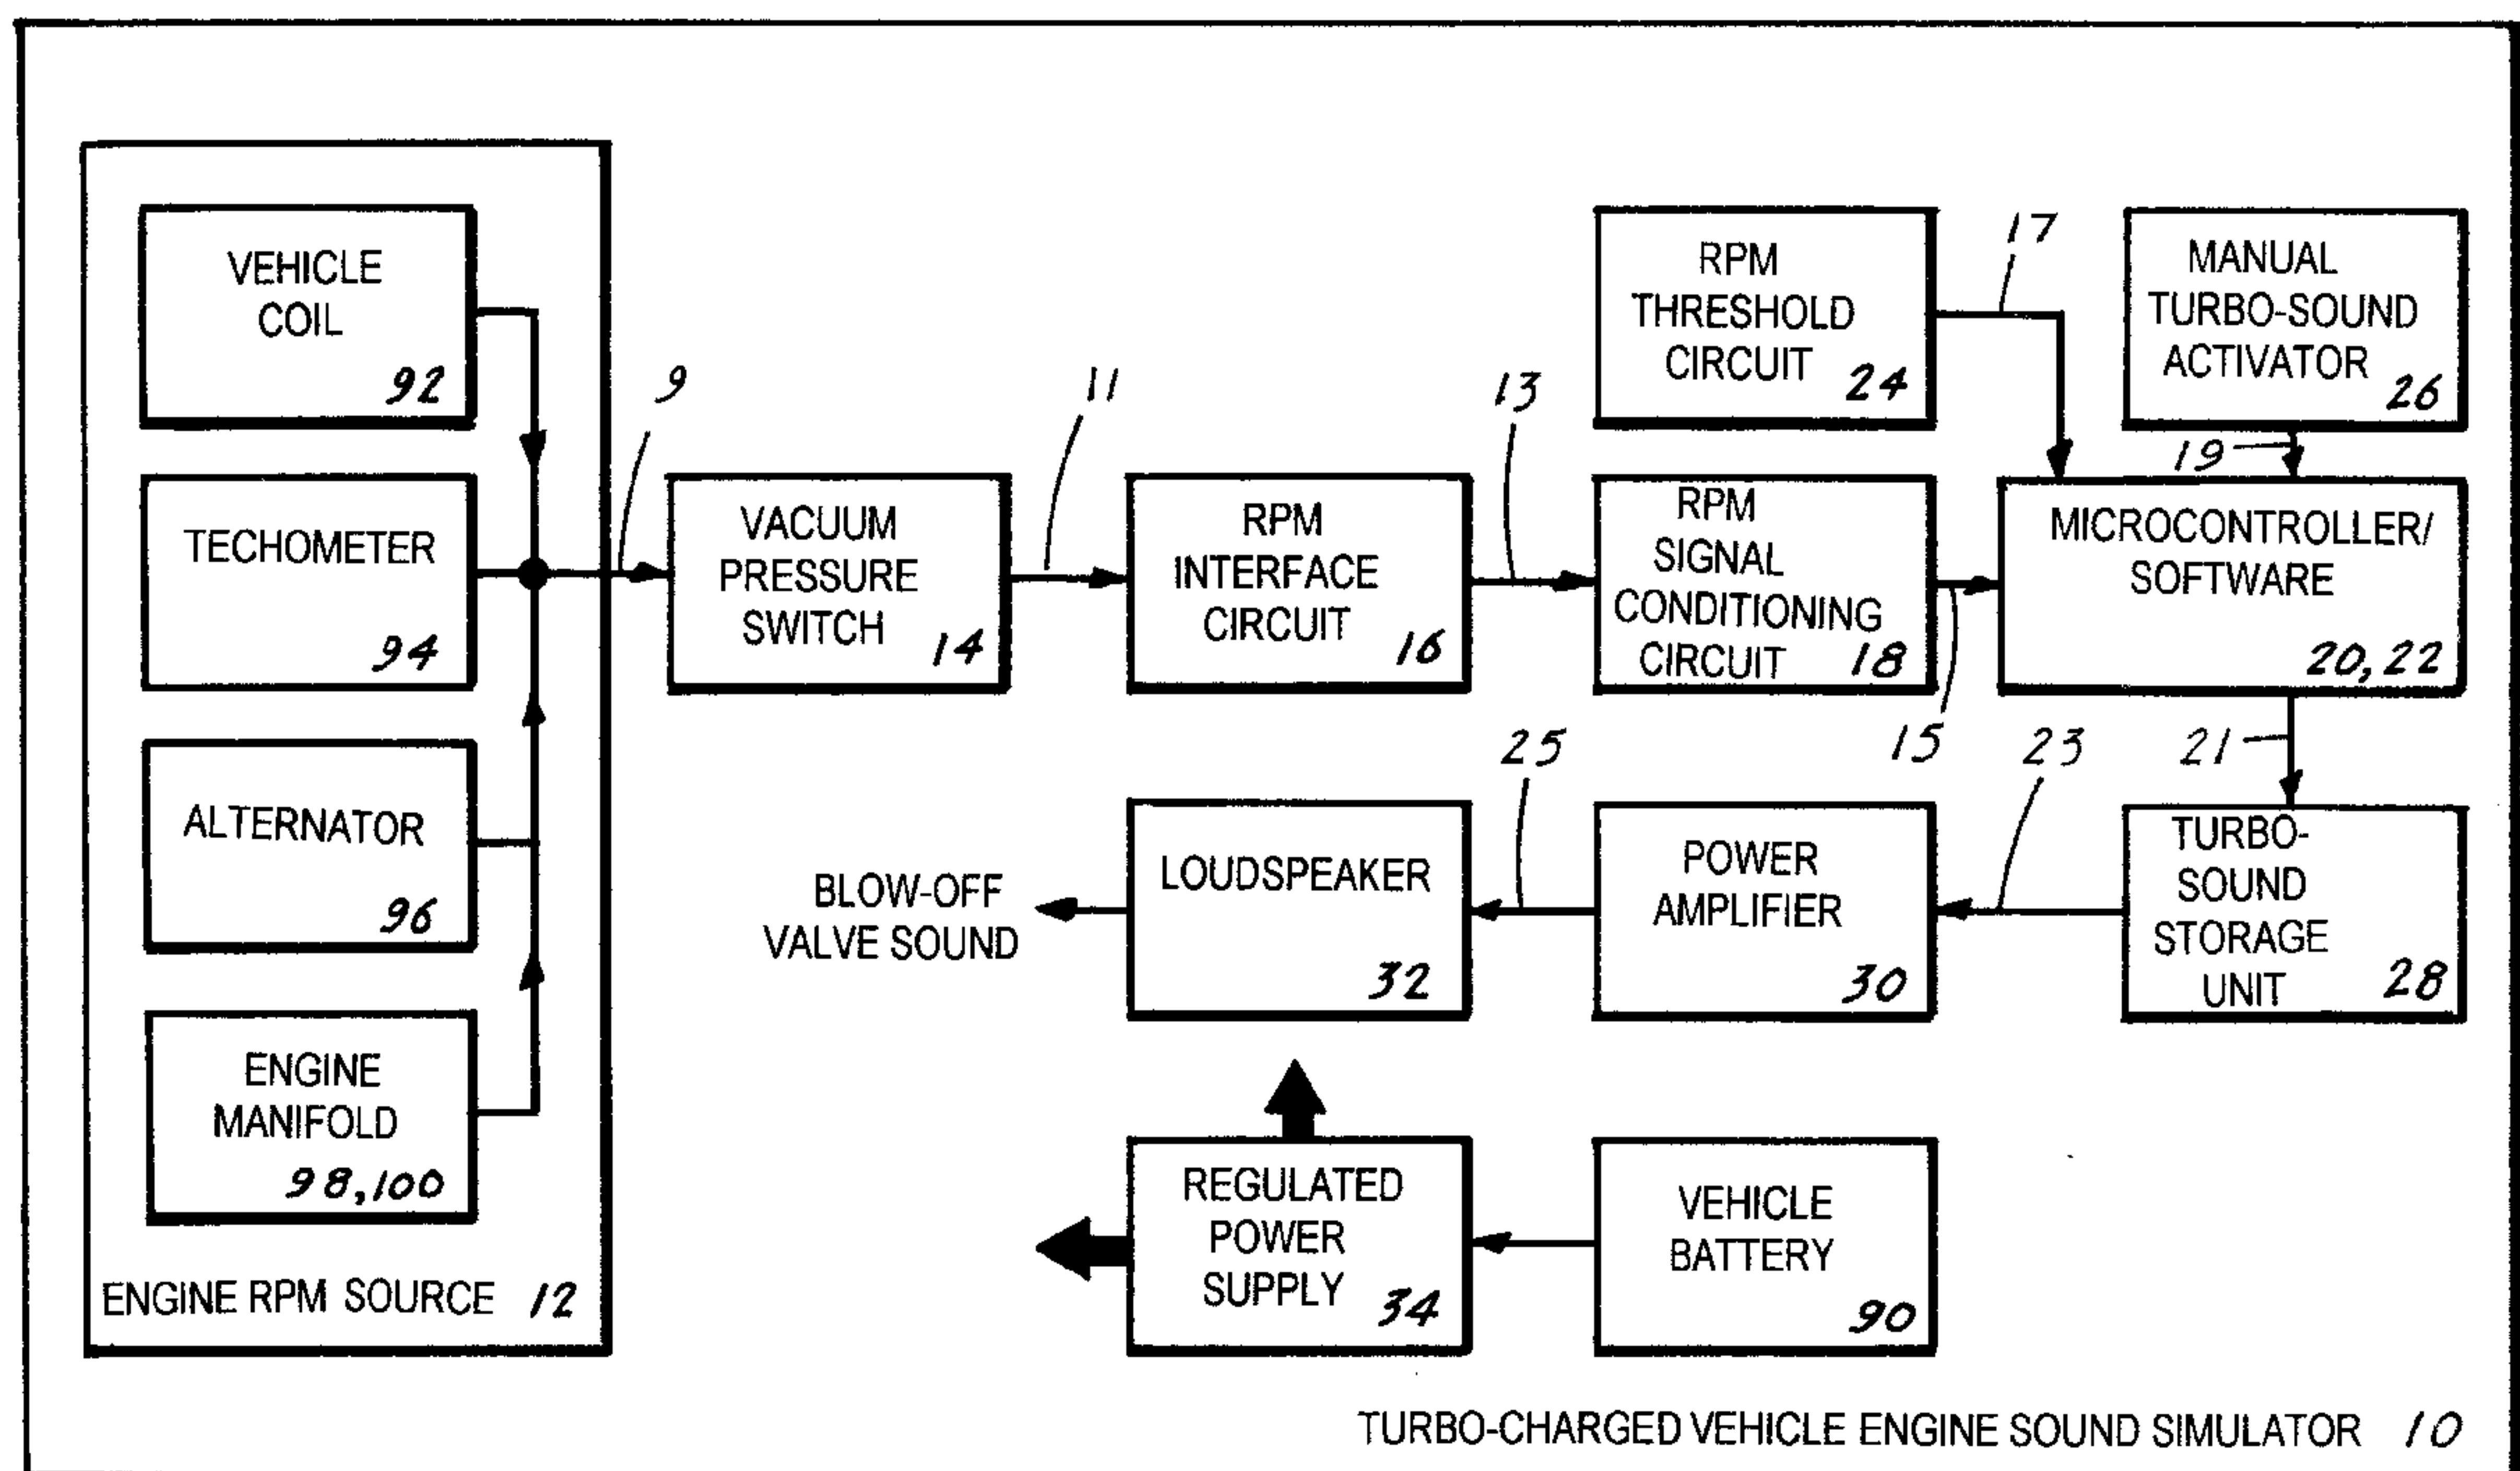 VEHICLE
COIL
92
TECHOMETER
94
ALTERNATOR
96
ENGINE
MANIFOLD
98,100
ENGINE RPM SOURCE 12
9
VACUUM
PRESSURE
SWITCH
14
11
RPM
INTERFACE
CIRCUIT
16
13
RPM
THRESHOLD
CIRCUIT
24
17
MANUAL
TURBO-SOUND
ACTIVATOR
26
19
RPM
SIGNAL
CONDITIONING
CIRCUIT
18
15
MICROCONTROLLER/
SOFTWARE
20,22
21
TURBO-
SOUND
STORAGE
UNIT
28
23
POWER
AMPLIFIER
30
25
LOUDSPEAKER
32
BLOW-OFF
VALVE SOUND
REGULATED
POWER
SUPPLY
34
VEHICLE
BATTERY
90
TURBO-CHARGED VEHICLE ENGINE SOUND SIMULATOR 10